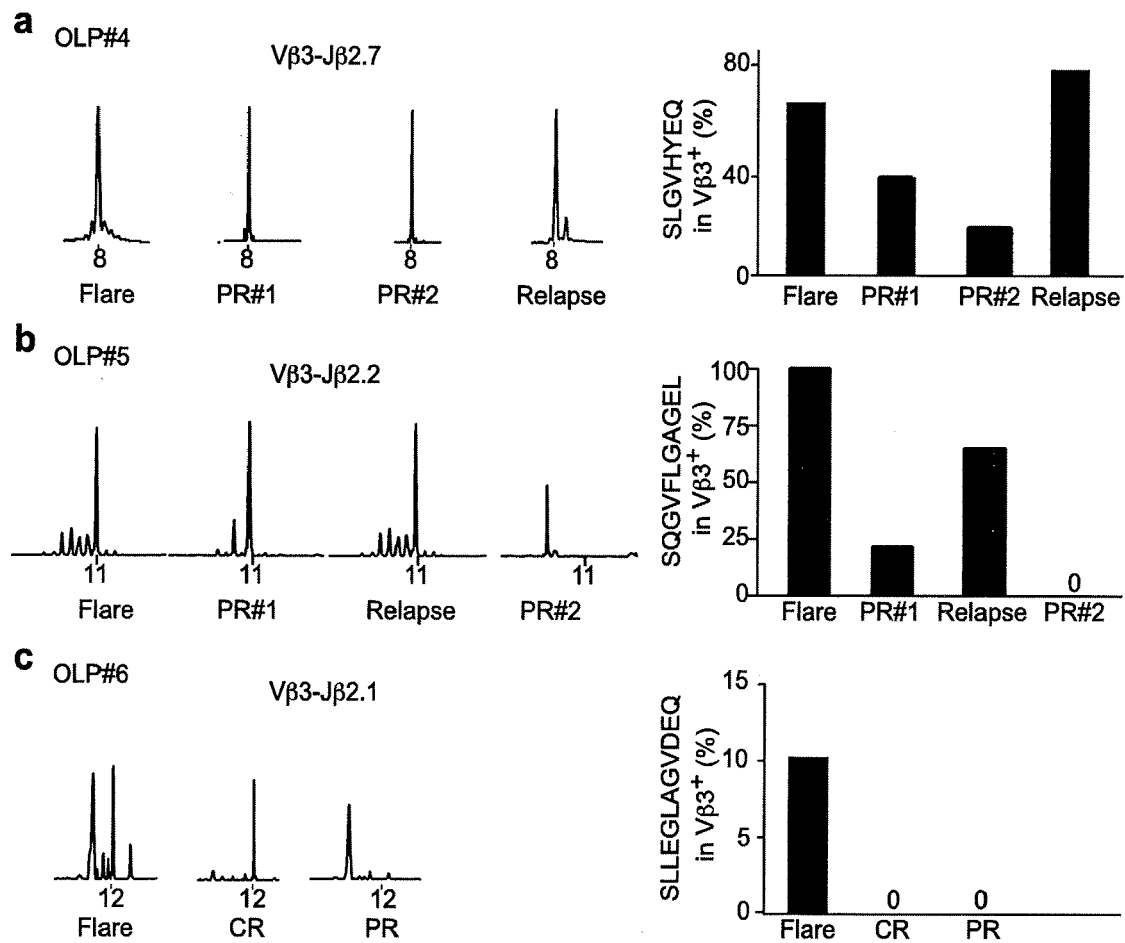 a
OLP#4
Vβ3-Jβ2.7
8 8 8 8
Flare PR#1 PR#2 Relapse
SLGVHYEQ
in Vβ3+ (%)
80
40
0
Flare PR#1 PR#2 Relapse
b
OLP#5
Vβ3-Jβ2.2
11 11 11 11
Flare PR#1 Relapse PR#2
SQGVFLGAGEL
in Vβ3+ (%)
100
75
50
25
0
0
Flare PR#1 Relapse PR#2
c
OLP#6
Vβ3-Jβ2.1
12 12 12
Flare CR PR
SLLEGLAGVDEQ
in Vβ3+ (%)
15
10
5
0
0 0
Flare CR PR